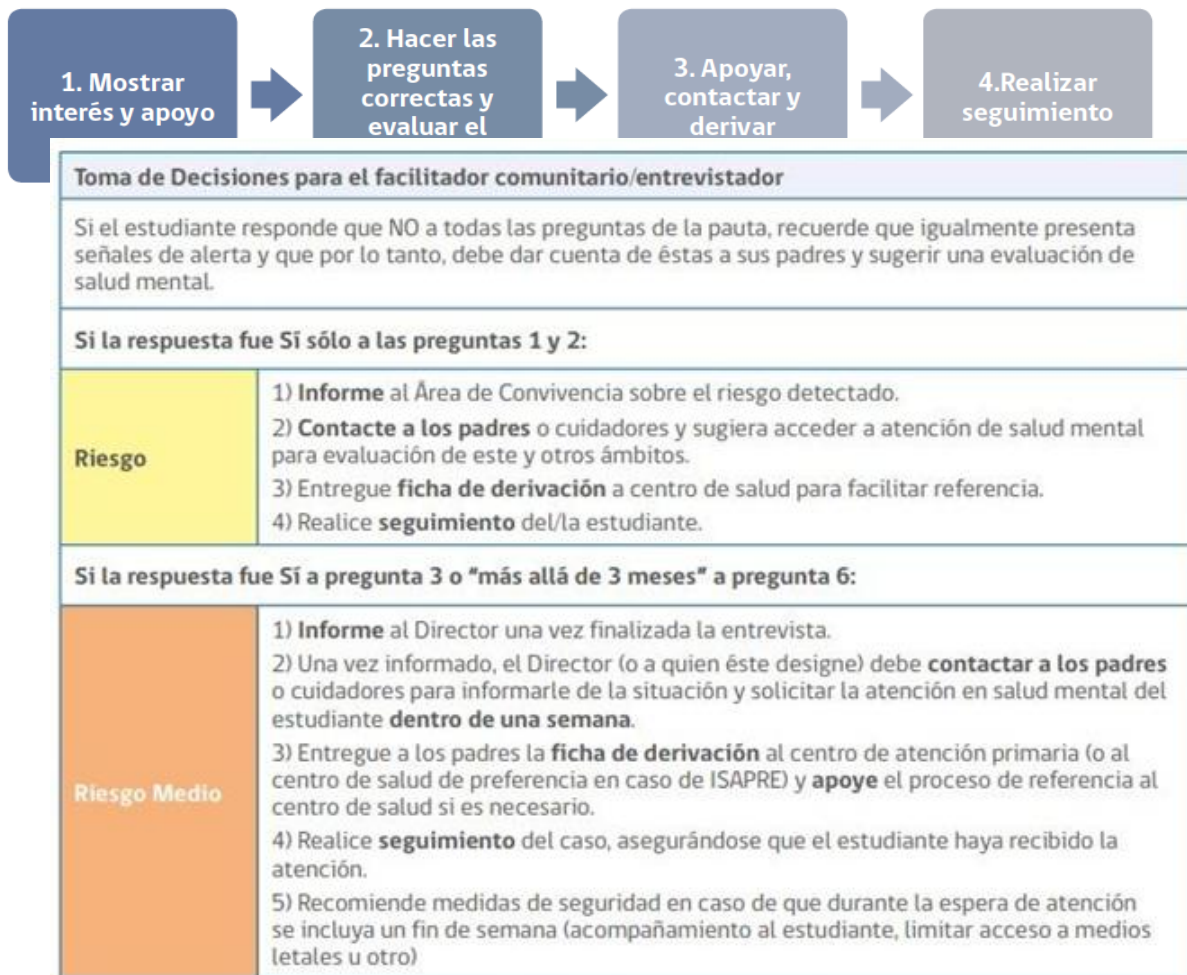 1. Mostrar
interés y apoyo
2. Hacer las
preguntas
correctas y
evaluar el
3. Apoyar,
contactar y
derivar
4.Realizar
seguimiento
Toma de Decisiones para el facilitador comunitario/entrevistador
Si el estudiante responde que NO a todas las preguntas de la pauta, recuerde que igualmente presenta
señales de alerta y que por lo tanto, debe dar cuenta de éstas a sus padres y sugerir una evaluación de
salud mental.
Si la respuesta fue Sí sólo a las preguntas 1 y 2:
Riesgo
1) Informe al Área de Convivencia sobre el riesgo detectado.
2) Contacte a los padres o cuidadores y sugiera acceder a atención de salud mental
para evaluación de este y otros ámbitos.
3) Entregue ficha de derivación a centro de salud para facilitar referencia.
4) Realice seguimiento del/la estudiante.
Si la respuesta fue Sí a pregunta 3 o "más allá de 3 meses" a pregunta 6:
Riesgo Medio
1) Informe al Director una vez finalizada la entrevista.
2) Una vez informado, el Director (o a quien éste designe) debe contactar a los padres
o cuidadores para informarle de la situación y solicitar la atención en salud mental del
estudiante dentro de una semana.
3) Entregue a los padres la ficha de derivación al centro de atención primaria (o al
centro de salud de preferencia en caso de ISAPRE) y apoye el proceso de referencia al
centro de salud si es necesario.
4) Realice seguimiento del caso, asegurándose que el estudiante haya recibido la
atención.
5) Recomiende medidas de seguridad en caso de que durante la espera de atención
se incluya un fin de semana (acompañamiento al estudiante, limitar acceso a medios
letales u otro)